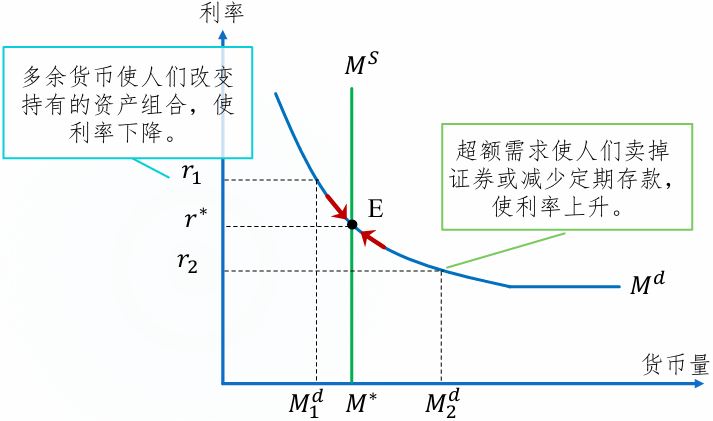 利率
多余货币使人们改变
持有的资产组合，使
利率下降。
M^S
超额需求使人们卖掉
证券或减少定期存款，
使利率上升。
r_1
E
r*
r_2
M^d
货币量
M_1^d
M*
M_2^d